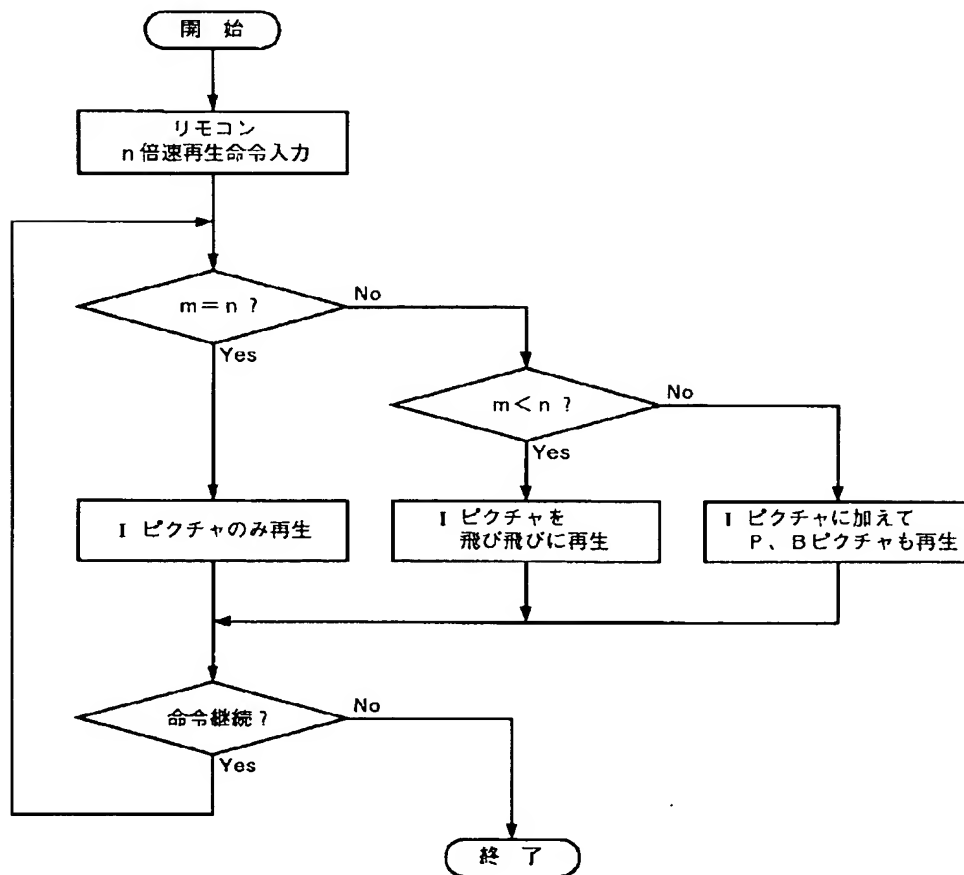 開 始
リモコン
n倍速再生命令入力
m=n ?
No
Yes
m<n ?
No
Yes
I ピクチャのみ再生
I ピクチャを
飛び飛びに再生
I ピクチャに加えて
P、Bピクチャも再生
命令継続?
No
Yes
終 了